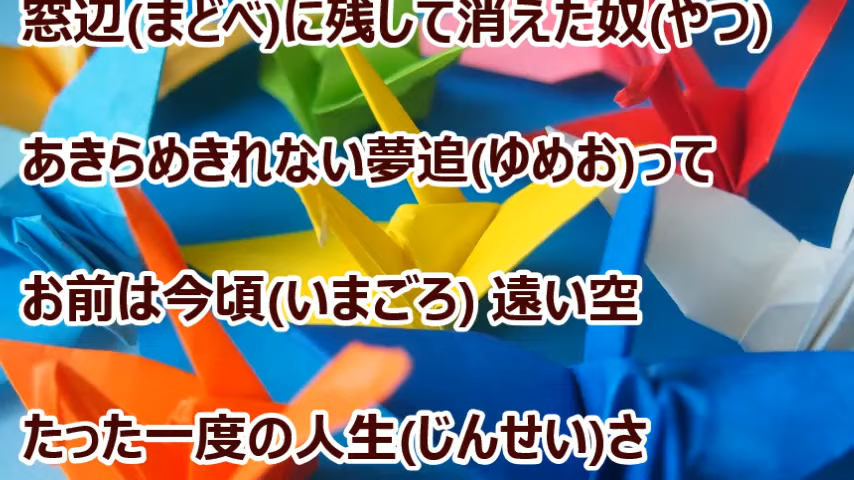 窓辺(まどべ)に残して消えた奴(やつ)
あきらめきれない夢追(ゆめお)って
お前は今頃(いまごろ) 遠い空
たった一度の人生(じんせい)さ